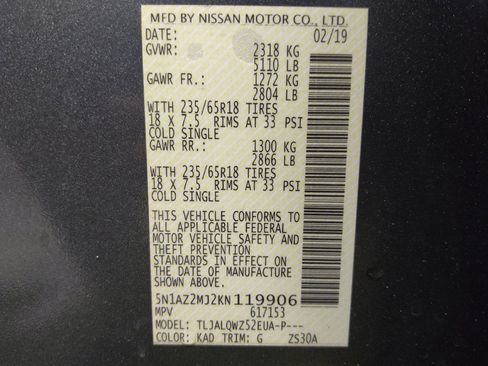 MFD BY NISSAN MOTOR CO., LTD.
DATE: 02/19
GVWR: 2318 KG
5110 LB
GAWR FR.: 1272 KG
2804 LB
WITH 235/65R18 TIRES
18 X 7.5 RIMS AT 33 PSI
COLD SINGLE
GAWR RR.: 1300 KG
2866 LB
WITH 235/65R18 TIRES
18 X 7.5 RIMS AT 33 PSI
COLD SINGLE
THIS VEHICLE CONFORMS TO
ALL APPLICABLE FEDERAL
MOTOR VEHICLE SAFETY AND
THEFT PREVENTION
STANDARDS IN EFFECT ON
THE DATE OF MANUFACTURE
SHOWN ABOVE.
5N1AZ2MJ2KN119906
MPV 617153
MODEL: TLJALQWZ52EUA-P---
COLOR: KAD TRIM: G ZS30A